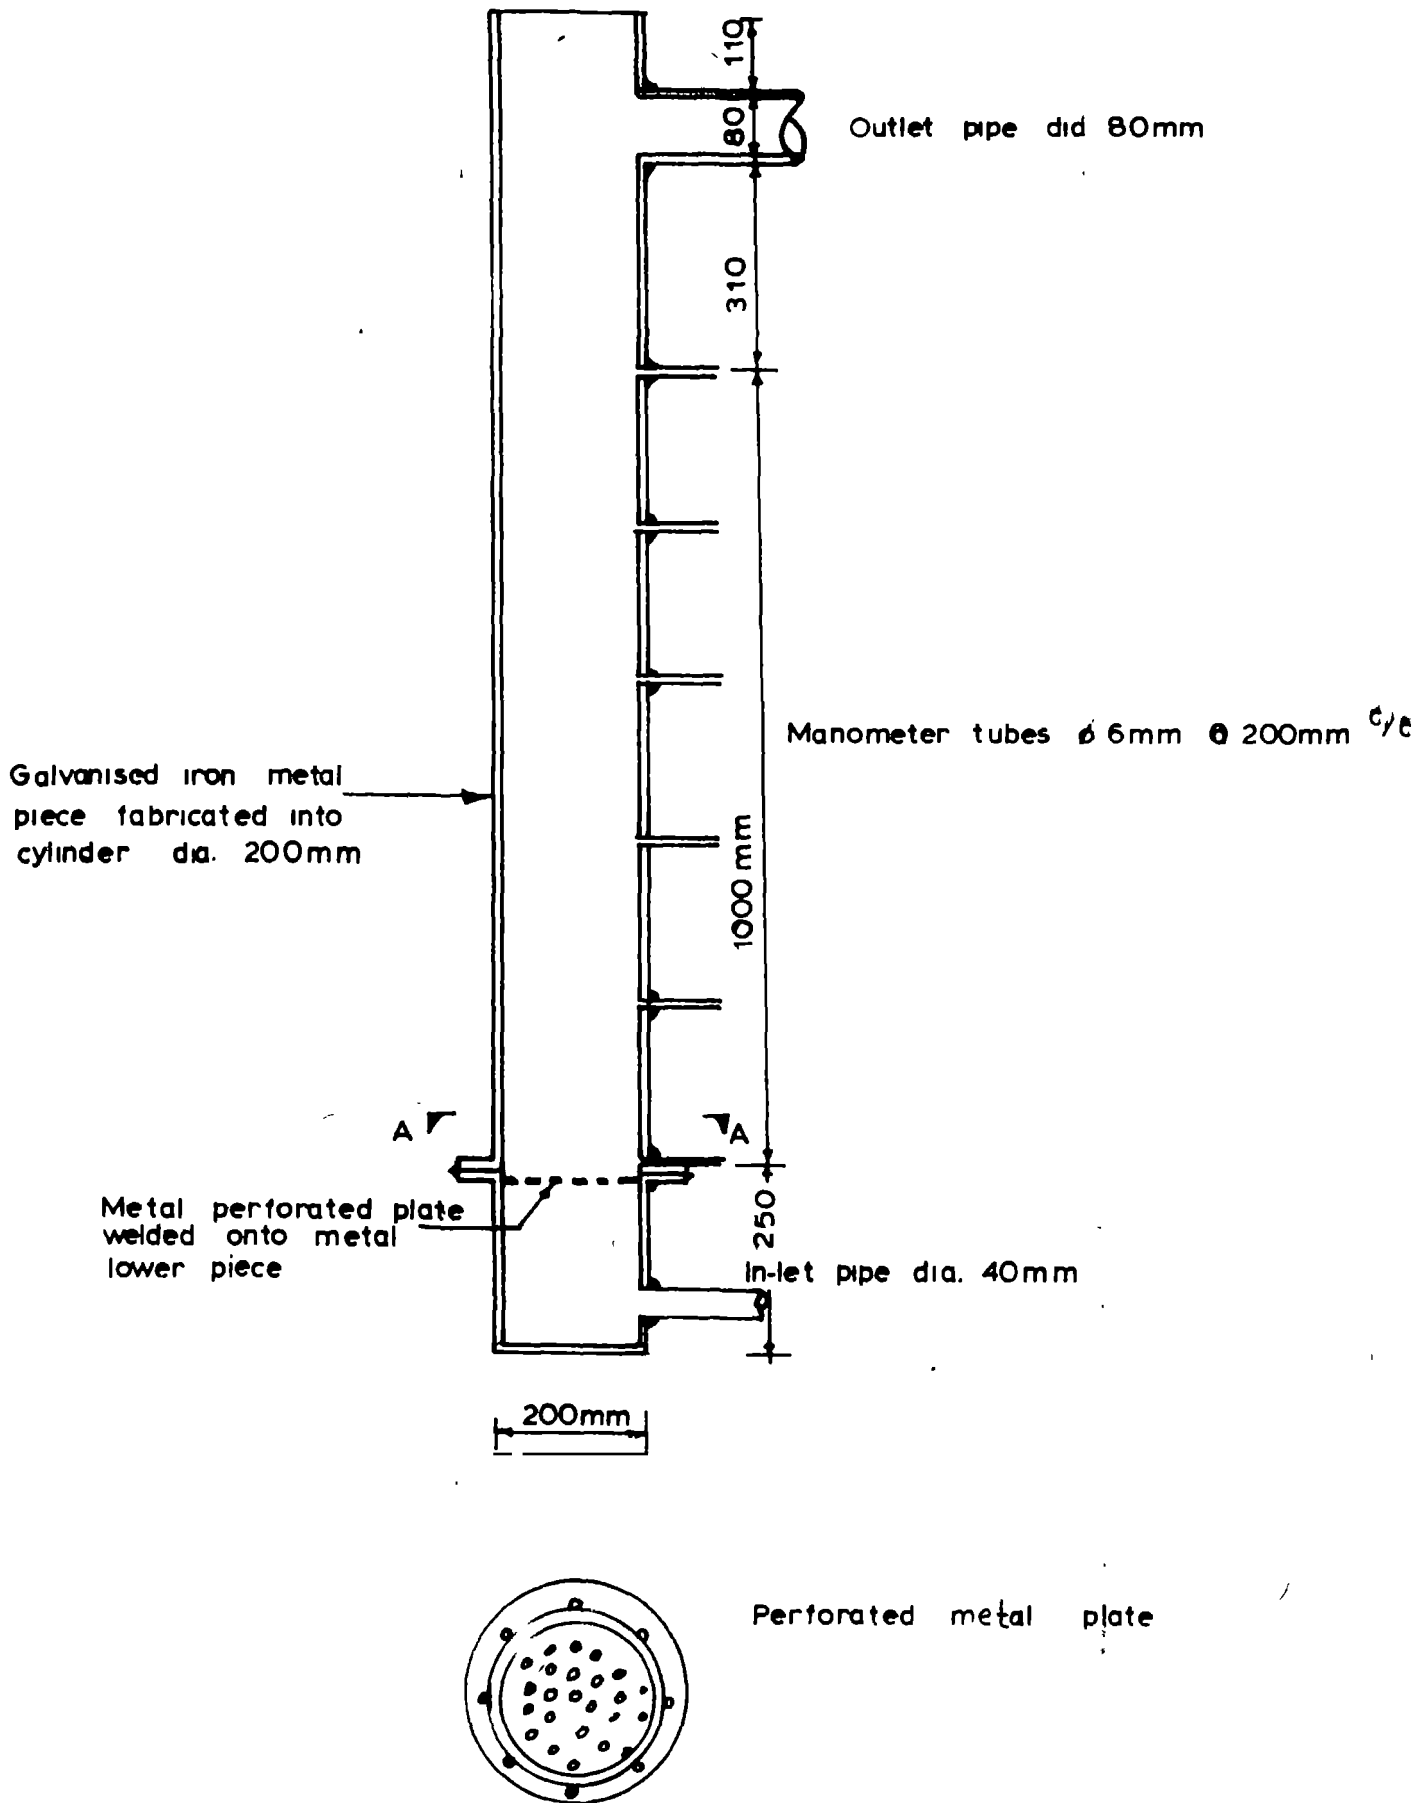 110
80
Outlet pipe did 80mm
310
Manometer tubes ø 6mm @ 200mm c/c
Galvanised iron metal
piece fabricated into
cylinder dia. 200mm
1000mm
A
A
Metal perforated plate
welded onto metal
lower piece
250
In-let pipe dia. 40mm
200mm
Perforated metal plate